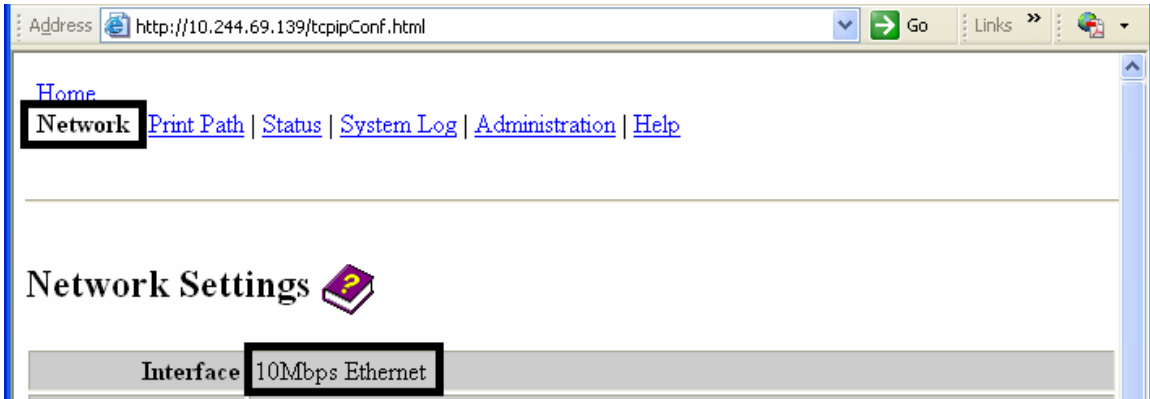 Address http://10.244.69.139/tcpipConf.html Go Links »
Home
Network Print Path | Status | System Log | Administration | Help
Network Settings
Interface 10Mbps Ethernet